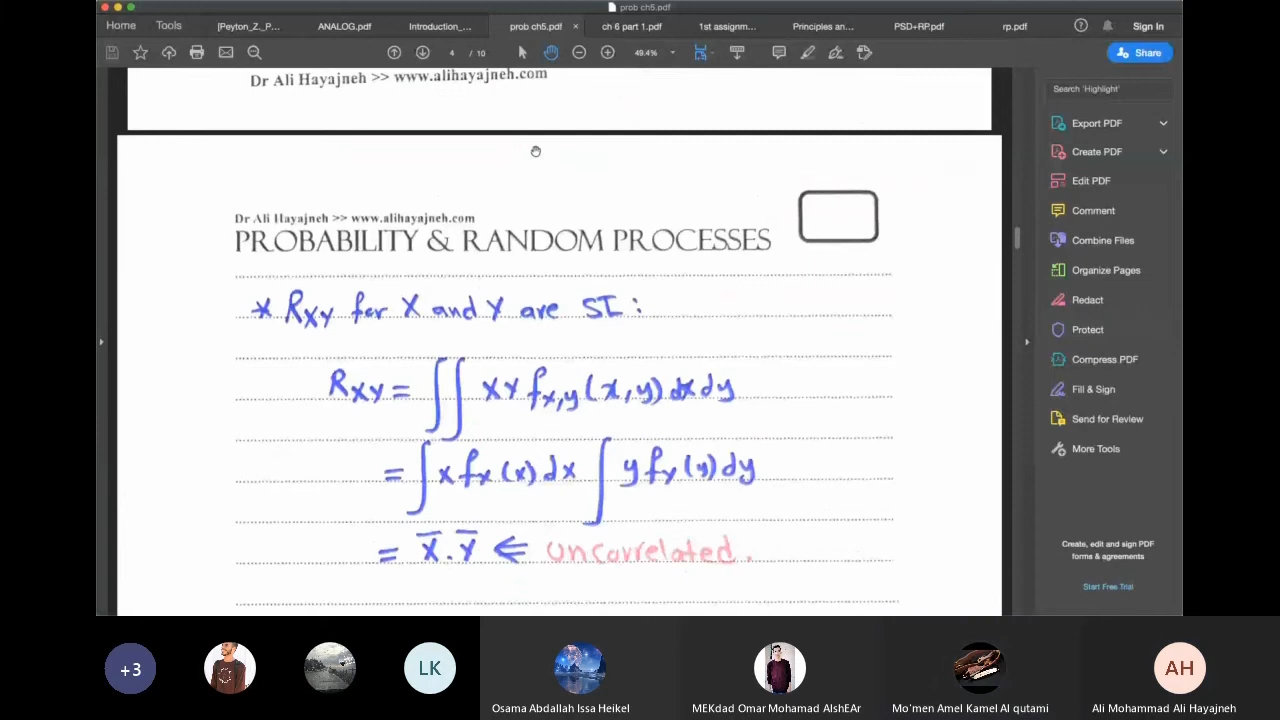 prob ch5.pdf
Home Tools [Peyton_Z,_P... ANALOG.pdf Introduction_... prob ch5.pdf × ch 6 part 1.pdf 1st assignm... Principles an... PSD+RP.pdf rp.pdf Sign In
4 / 10 49.4% Share
Dr Ali Hayajneh >> www.alihayajneh.com
Dr Ali Hayajneh >> www.alihayajneh.com
PROBABILITY & RANDOM PROCESSES
* R_XY for X and Y are SI:
R_XY = ∫∫ XY f_x,y (x,y) dx dy
= ∫ x f_x (x) dx ∫ y f_y (y) dy
= X̄ . Ȳ ⇐ uncorrelated.
Search 'Highlight'
Export PDF
Create PDF
Edit PDF
Comment
Combine Files
Organize Pages
Redact
Protect
Compress PDF
Fill & Sign
Send for Review
More Tools
Create, edit and sign PDF
forms & agreements
Start Free Trial
+3
LK
AH
Osama Abdallah Issa Heikel
MEKdad Omar Mohamad AlshEAr
Mo'men Amel Kamel Al qutami
Ali Mohammad Ali Hayajneh